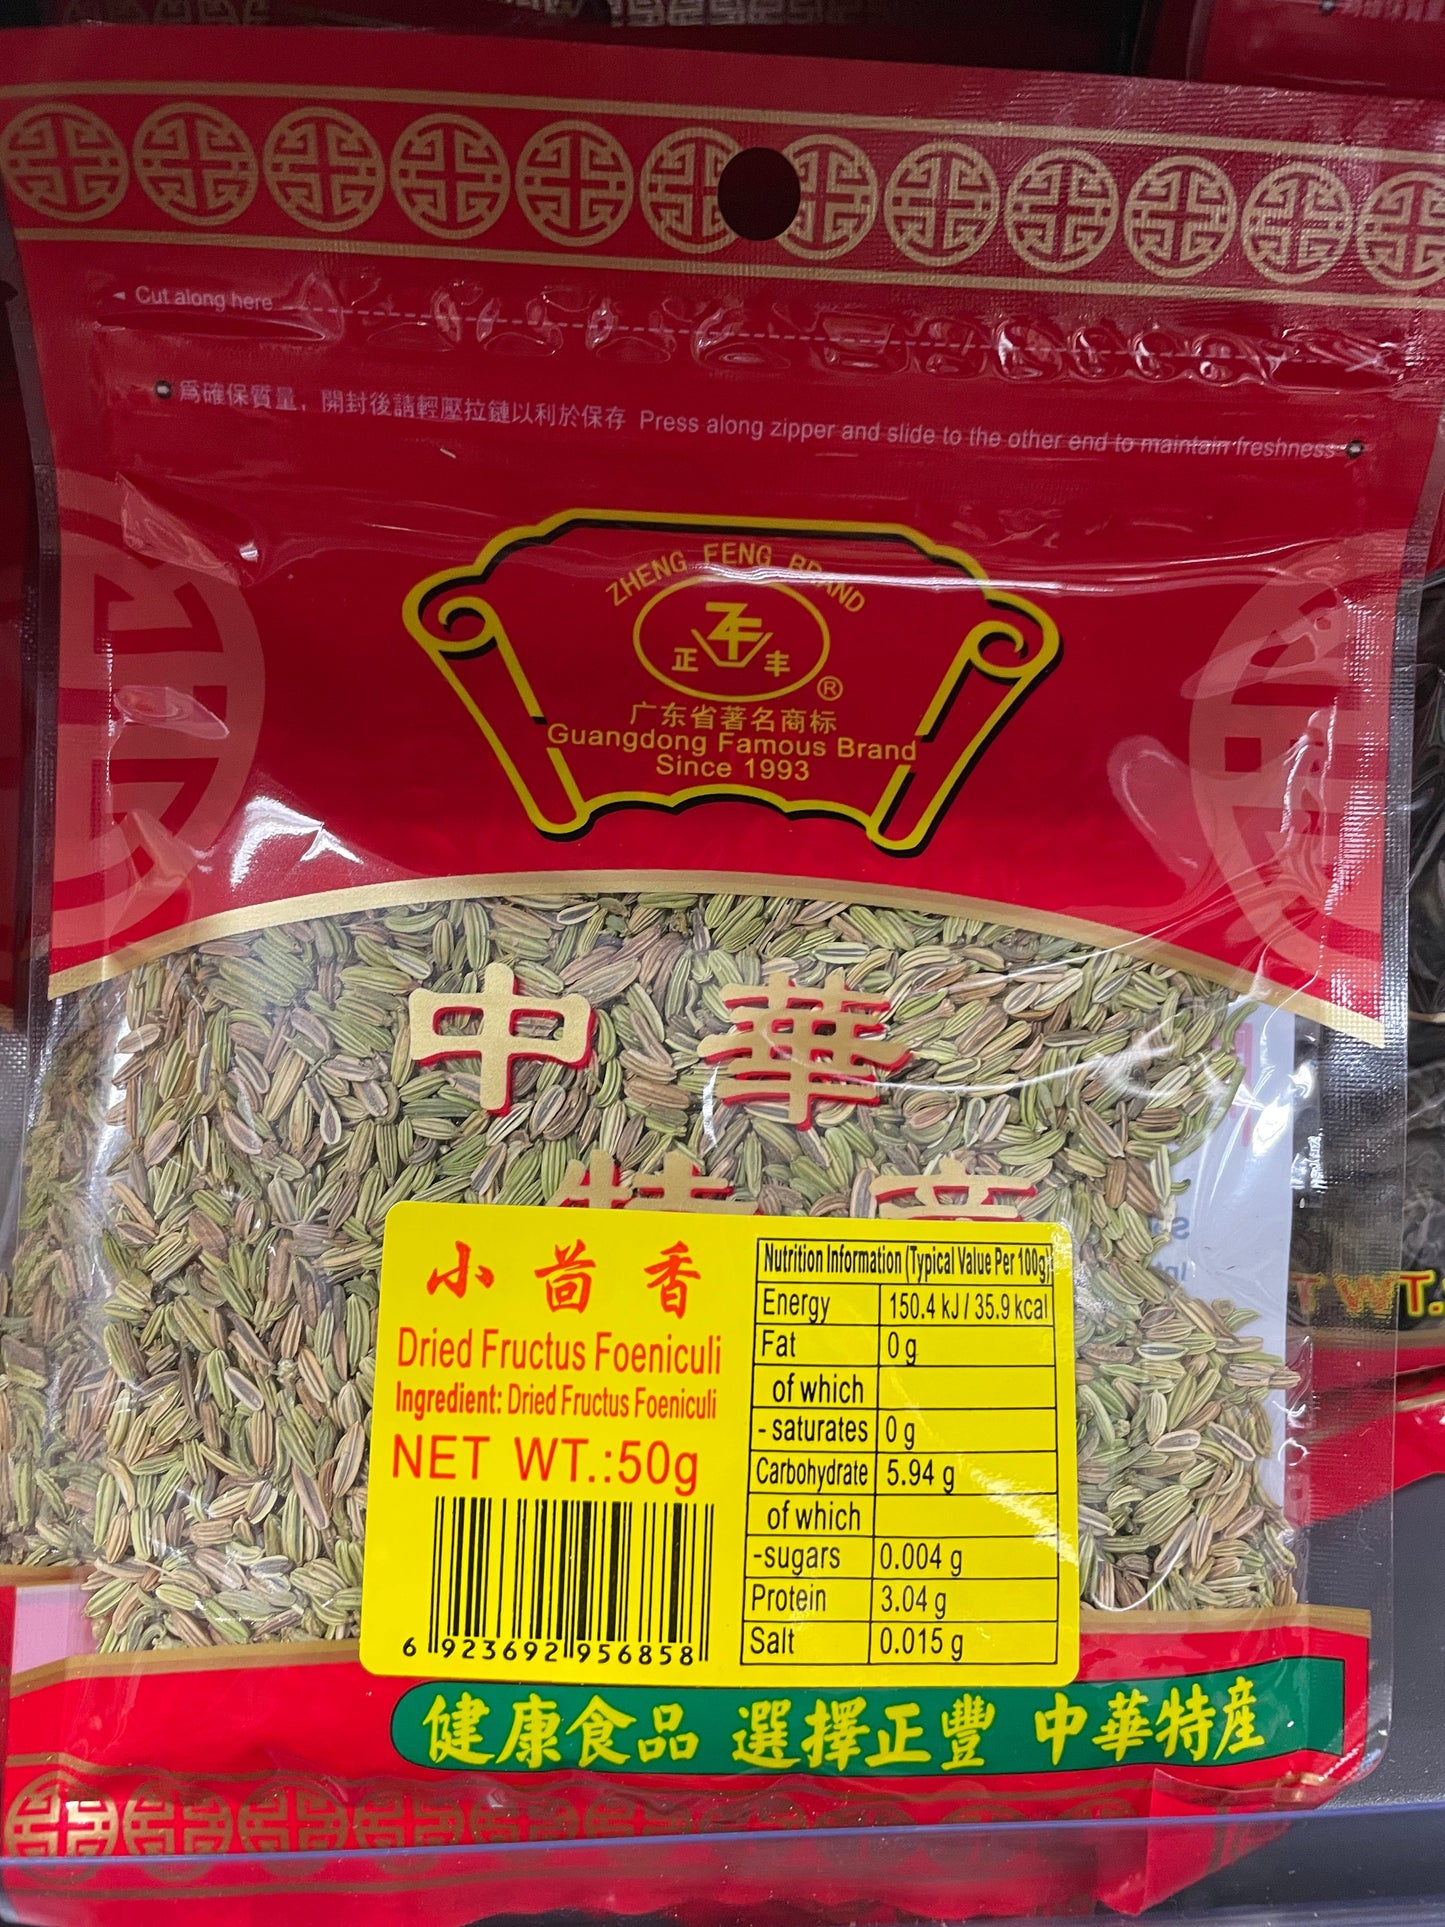 Cut along here
爲確保質量，開封後請輕壓拉鏈以利於保存 Press along zipper and slide to the other end to maintain freshness
ZHENG FENG BRAND
ZF
正 丰
®
广东省著名商标
Guangdong Famous Brand
Since 1993
中華
特産
小茴香
Dried Fructus Foeniculi
Ingredient: Dried Fructus Foeniculi
NET WT.:50g
6 923692 956858
Nutrition Information (Typical Value Per 100g)
Energy 150.4 kJ / 35.9 kcal
Fat 0 g
of which
- saturates 0 g
Carbohydrate 5.94 g
of which
-sugars 0.004 g
Protein 3.04 g
Salt 0.015 g
T WT.
健康食品 選擇正豐 中華特産